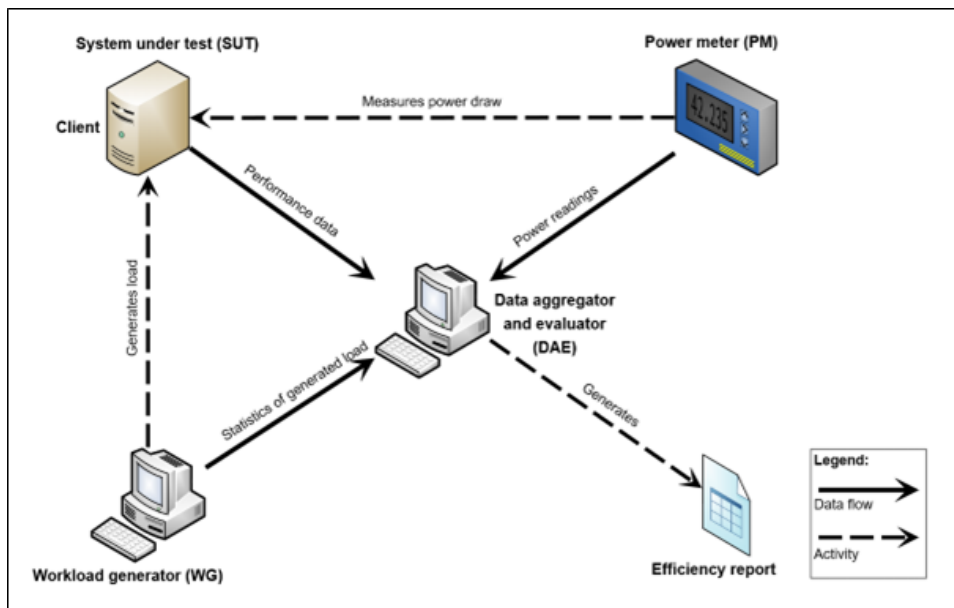 System under test (SUT)
Power meter (PM)
Measures power draw
42.235
Client
Performance data
Power readings
Generates load
Data aggregator
and evaluator
(DAE)
Statistics of generated load
Generates
Legend:
Data flow
Activity
Workload generator (WG)
Efficiency report